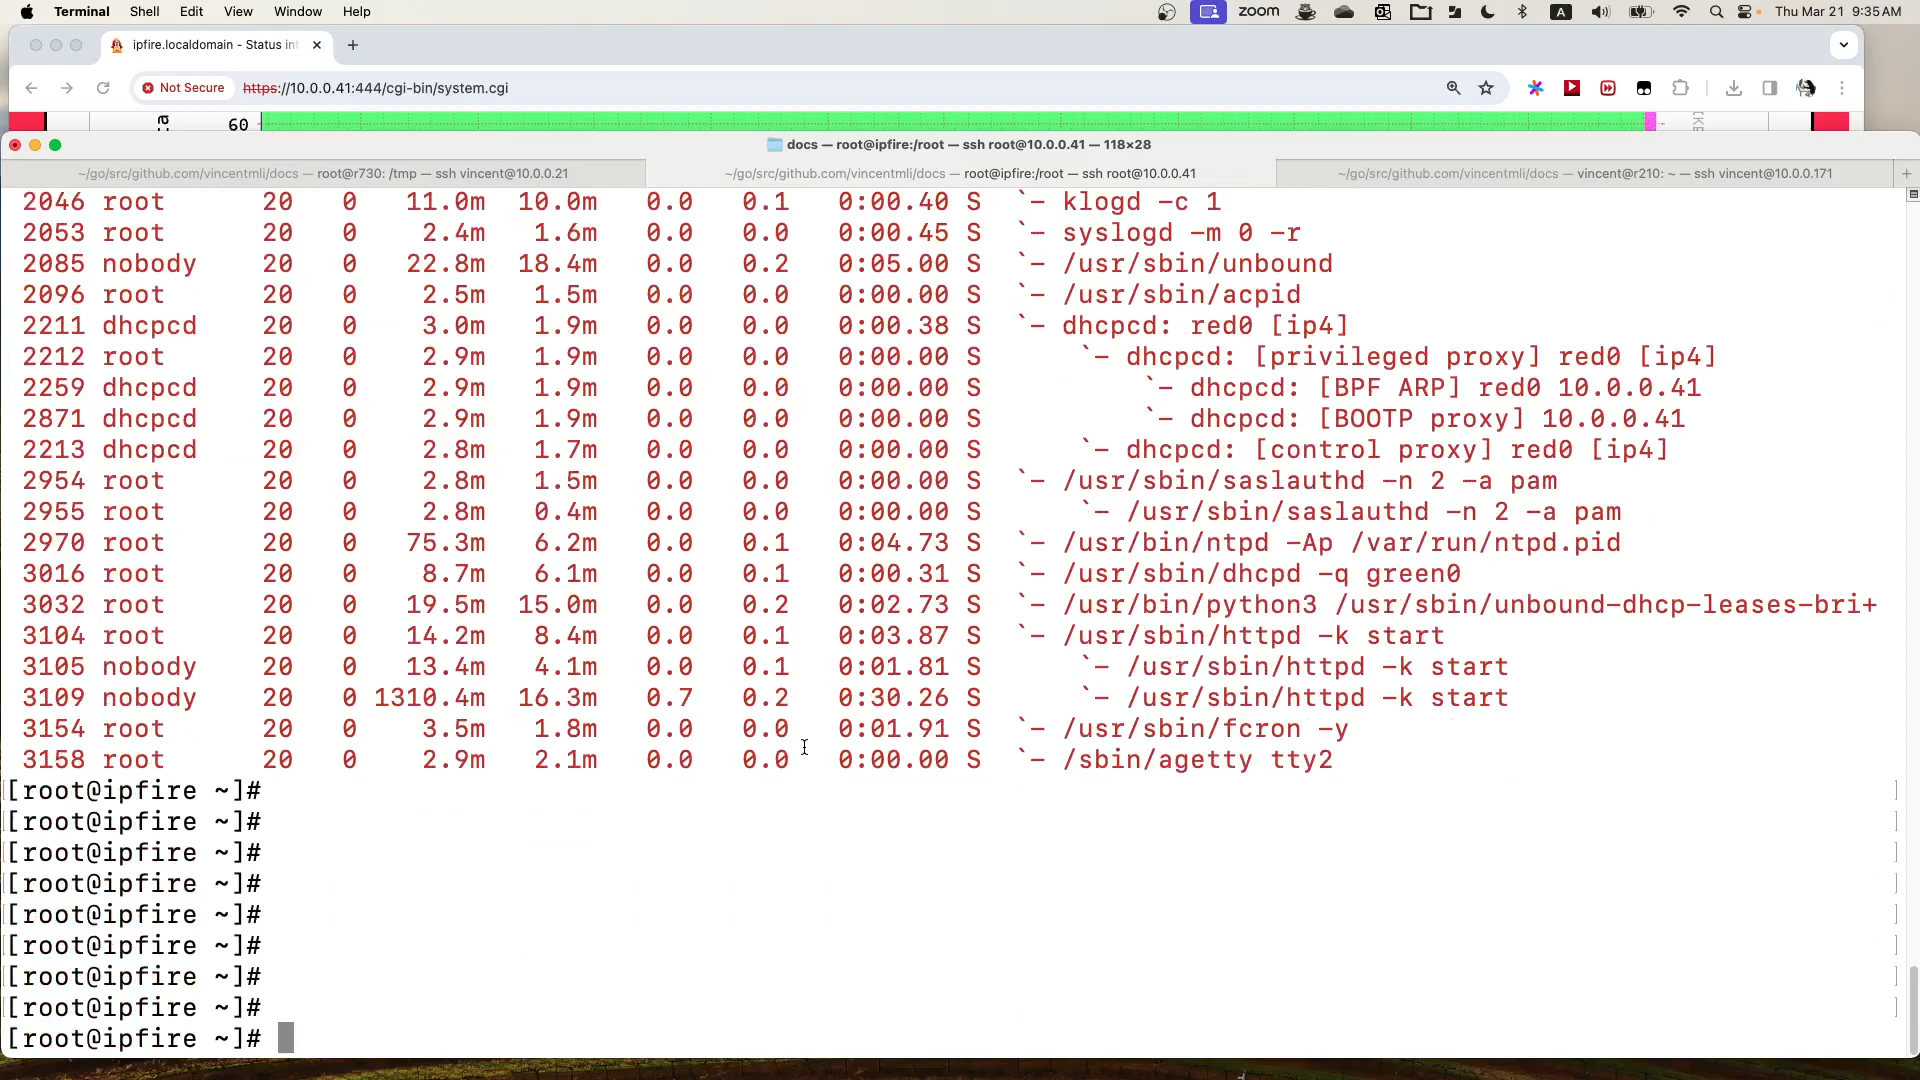 Terminal Shell Edit View Window Help zoom A Thu Mar 21 9:35 AM
ipfire.localdomain - Status in
Not Secure https://10.0.0.41:444/cgi-bin/system.cgi
60
docs — root@ipfire:/root — ssh root@10.0.0.41 — 118×28
~/go/src/github.com/vincentmli/docs — root@r730: /tmp — ssh vincent@10.0.0.21 ~/go/src/github.com/vincentmli/docs — root@ipfire:/root — ssh root@10.0.0.41 ~/go/src/github.com/vincentmli/docs — vincent@r210: ~ — ssh vincent@10.0.0.171 +
2046 root 20 0 11.0m 10.0m 0.0 0.1 0:00.40 S `- klogd -c 1
2053 root 20 0 2.4m 1.6m 0.0 0.0 0:00.45 S `- syslogd -m 0 -r
2085 nobody 20 0 22.8m 18.4m 0.0 0.2 0:05.00 S `- /usr/sbin/unbound
2096 root 20 0 2.5m 1.5m 0.0 0.0 0:00.00 S `- /usr/sbin/acpid
2211 dhcpcd 20 0 3.0m 1.9m 0.0 0.0 0:00.38 S `- dhcpcd: red0 [ip4]
2212 root 20 0 2.9m 1.9m 0.0 0.0 0:00.00 S `- dhcpcd: [privileged proxy] red0 [ip4]
2259 dhcpcd 20 0 2.9m 1.9m 0.0 0.0 0:00.00 S `- dhcpcd: [BPF ARP] red0 10.0.0.41
2871 dhcpcd 20 0 2.9m 1.9m 0.0 0.0 0:00.00 S `- dhcpcd: [BOOTP proxy] 10.0.0.41
2213 dhcpcd 20 0 2.8m 1.7m 0.0 0.0 0:00.00 S `- dhcpcd: [control proxy] red0 [ip4]
2954 root 20 0 2.8m 1.5m 0.0 0.0 0:00.00 S `- /usr/sbin/saslauthd -n 2 -a pam
2955 root 20 0 2.8m 0.4m 0.0 0.0 0:00.00 S `- /usr/sbin/saslauthd -n 2 -a pam
2970 root 20 0 75.3m 6.2m 0.0 0.1 0:04.73 S `- /usr/bin/ntpd -Ap /var/run/ntpd.pid
3016 root 20 0 8.7m 6.1m 0.0 0.1 0:00.31 S `- /usr/sbin/dhcpd -q green0
3032 root 20 0 19.5m 15.0m 0.0 0.2 0:02.73 S `- /usr/bin/python3 /usr/sbin/unbound-dhcp-leases-bri+
3104 root 20 0 14.2m 8.4m 0.0 0.1 0:03.87 S `- /usr/sbin/httpd -k start
3105 nobody 20 0 13.4m 4.1m 0.0 0.1 0:01.81 S `- /usr/sbin/httpd -k start
3109 nobody 20 0 1310.4m 16.3m 0.7 0.2 0:30.26 S `- /usr/sbin/httpd -k start
3154 root 20 0 3.5m 1.8m 0.0 0.0 0:01.91 S `- /usr/sbin/fcron -y
3158 root 20 0 2.9m 2.1m 0.0 0.0 0:00.00 S `- /sbin/agetty tty2
[root@ipfire ~]#
[root@ipfire ~]#
[root@ipfire ~]#
[root@ipfire ~]#
[root@ipfire ~]#
[root@ipfire ~]#
[root@ipfire ~]#
[root@ipfire ~]#
[root@ipfire ~]#